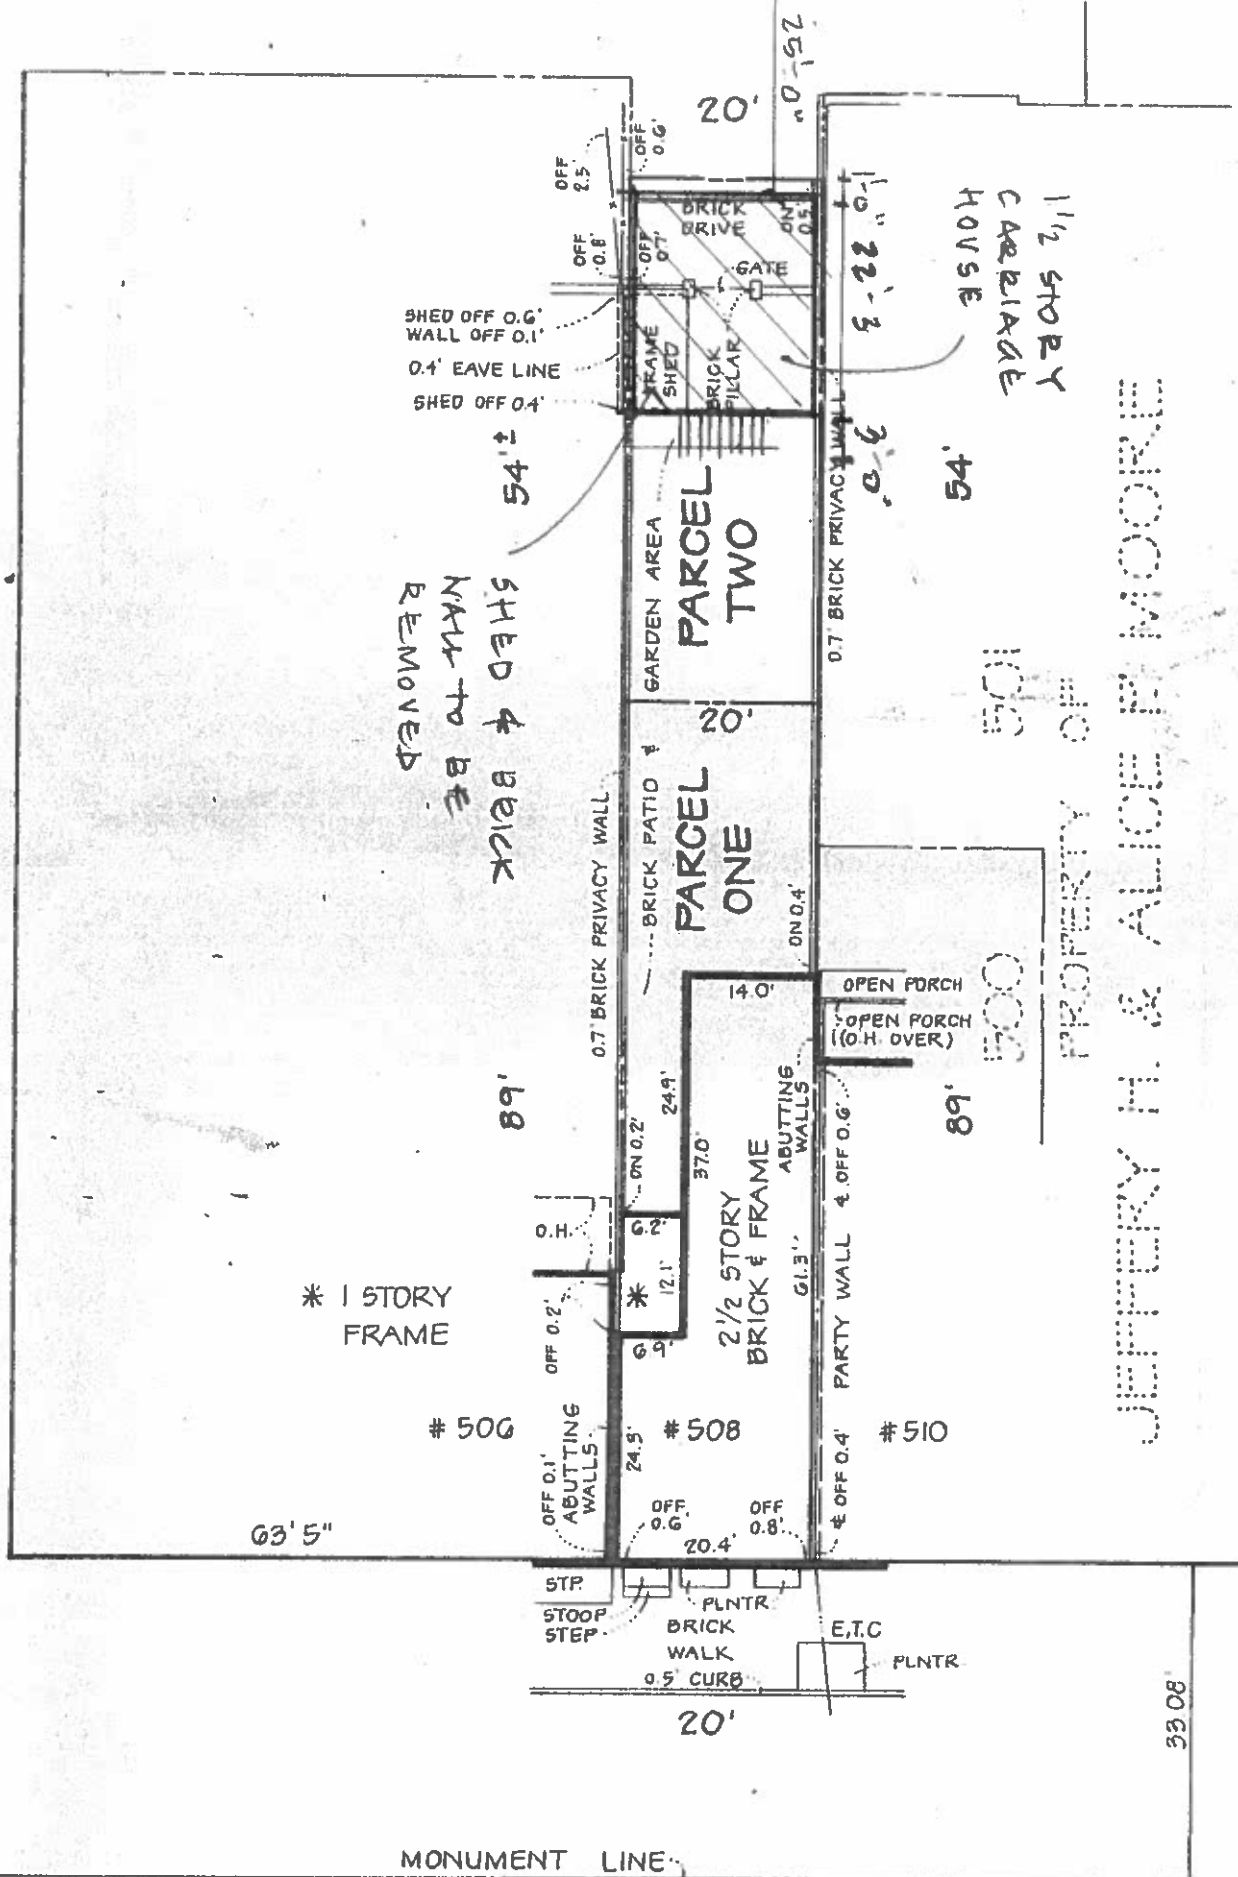 25'-0"
20'
OFF
0.6'
OFF
2.5'
BRICK
DRIVE
ON
0.5'
1'-0"
22'-3
1 1/2 STORY
CARRIAGE
HOUSE
OFF
0.8'
OFF
0.7'
GATE
SHED OFF 0.6'
WALL OFF 0.1'
0.4' EAVE LINE
SHED OFF 0.4'
FRAME
SHED
BRICK
PILLAR
54'±
54'
GARDEN AREA
PARCEL
TWO
0.7' BRICK PRIVACY WALL
SHED & BRICK
WALL TO BE
REMOVED
20'
BRICK PATIO &
PARCEL
ONE
0.7' BRICK PRIVACY WALL
ON 0.4'
JEFFERY H. & ALICE E. MOORE
PROPERTY OF
14.0'
OPEN PORCH
OPEN PORCH
(O.H. OVER)
89'
89'
24.9'
37.0'
ABUTTING
WALLS
ON 0.2'
O.H.
6.2'
12.1'
*
6.9'
2 1/2 STORY
BRICK & FRAME
61.3'
PARTY WALL
¢ OFF 0.6'
¢ OFF 0.4'
* 1 STORY
FRAME
OFF 0.2'
# 506
# 508
# 510
OFF 0.1'
ABUTTING
WALLS
24.3'
OFF
0.6'
OFF
0.8'
20.4'
63'5"
STP.
STOOP
STEP
PLNTR
BRICK
WALK
0.5' CURB
E.T.C
PLNTR
20'
33.08'
MONUMENT LINE